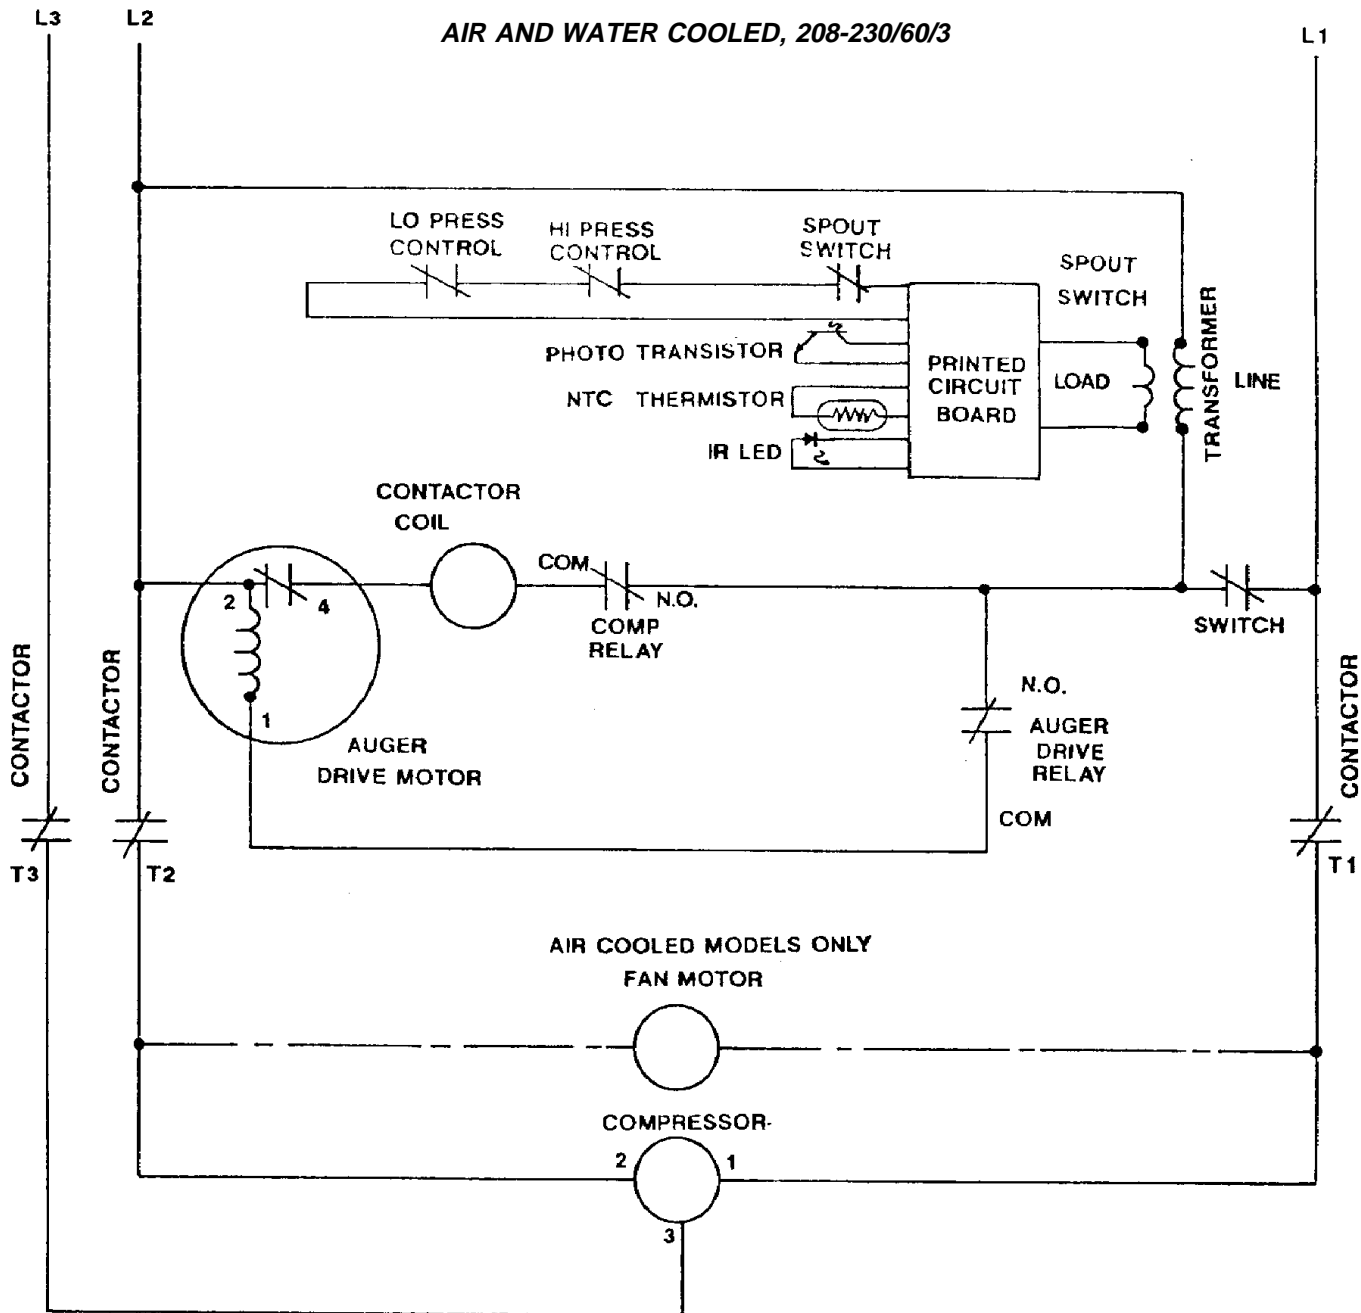 L3
L2
AIR AND WATER COOLED, 208-230/60/3
L1
LO PRESS
CONTROL
HI PRESS
CONTROL
SPOUT
SWITCH
SPOUT
SWITCH
PHOTO TRANSISTOR
NTC THERMISTOR
IR LED
PRINTED
CIRCUIT
BOARD
LOAD
TRANSFORMER
LINE
CONTACTOR
COIL
COM
N.O.
COMP
RELAY
2
4
1
AUGER
DRIVE MOTOR
SWITCH
N.O.
AUGER
DRIVE
RELAY
COM
CONTACTOR
CONTACTOR
CONTACTOR
T3
T2
T1
AIR COOLED MODELS ONLY
FAN MOTOR
COMPRESSOR
2
1
3